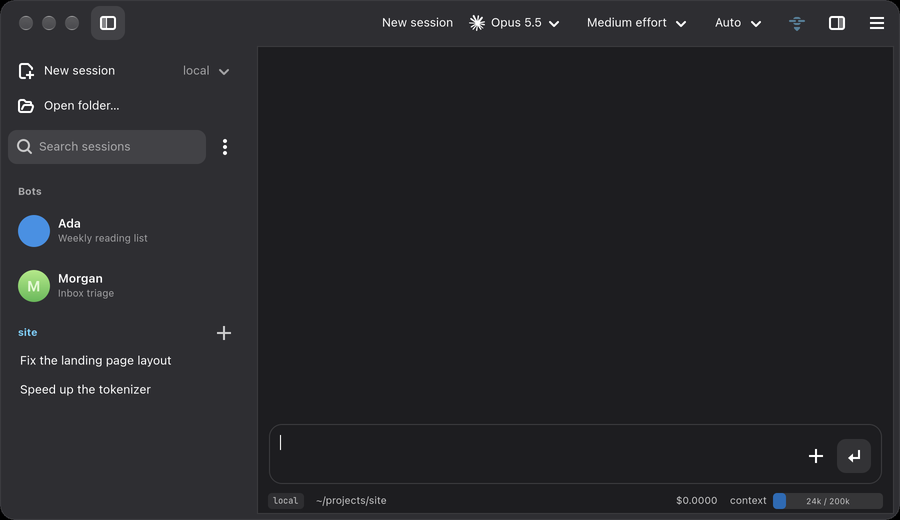 New session
Opus 5.5
Medium effort
Auto
New session
local
Open folder...
Search sessions
Bots
Ada
Weekly reading list
M
Morgan
Inbox triage
site
Fix the landing page layout
Speed up the tokenizer
local
~/projects/site
$0.0000
context
24k / 200k